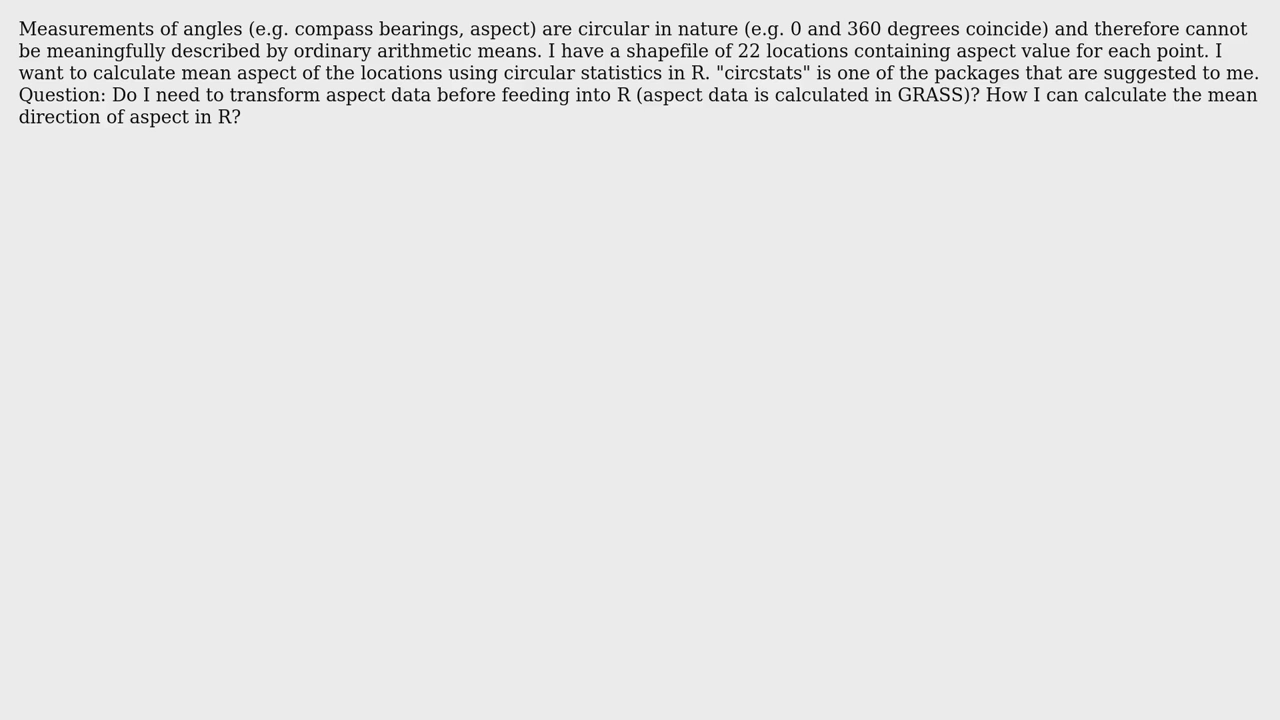 Measurements of angles (e.g. compass bearings, aspect) are circular in nature (e.g. 0 and 360 degrees coincide) and therefore cannot
be meaningfully described by ordinary arithmetic means. I have a shapefile of 22 locations containing aspect value for each point. I
want to calculate mean aspect of the locations using circular statistics in R. "circstats" is one of the packages that are suggested to me.
Question: Do I need to transform aspect data before feeding into R (aspect data is calculated in GRASS)? How I can calculate the mean
direction of aspect in R?